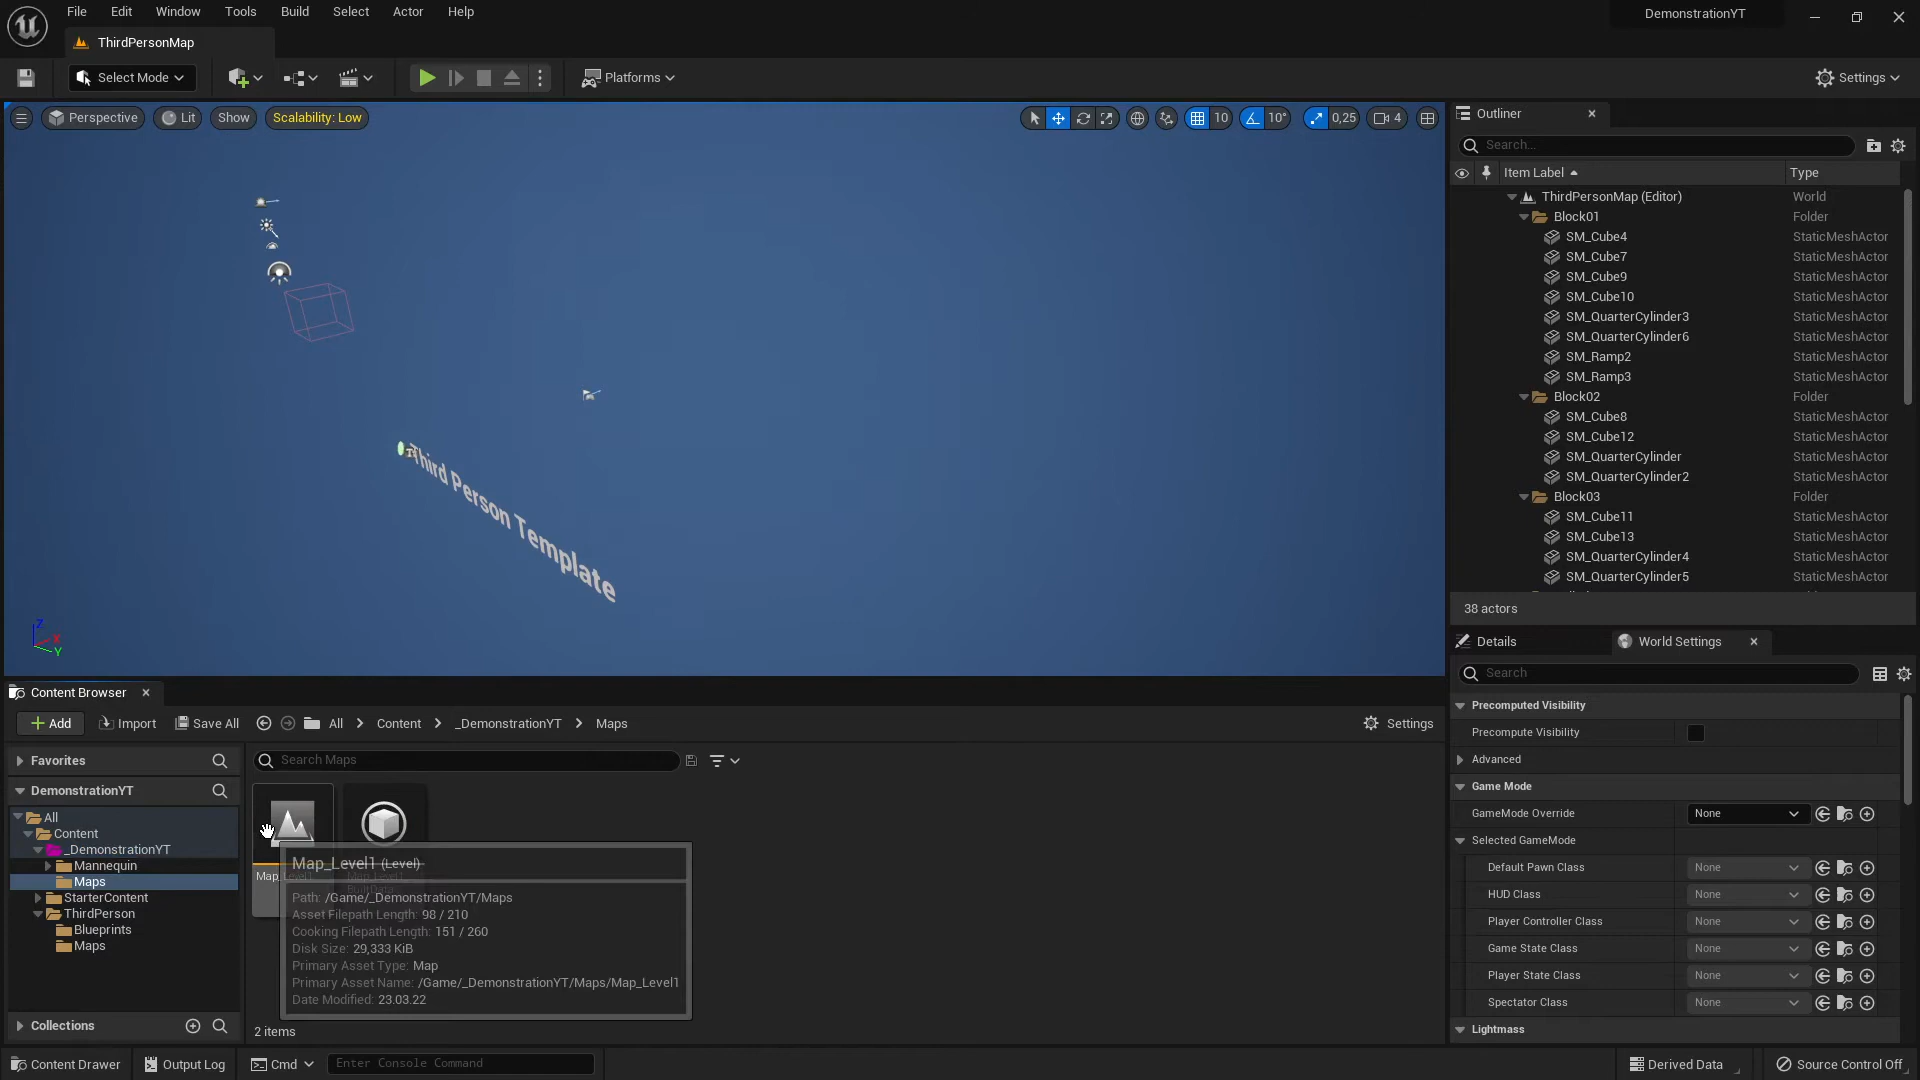 File Edit Window Tools Build Select Actor Help
DemonstrationYT
ThirdPersonMap
Select Mode
Platforms
Settings
Perspective Lit Show Scalability: Low
10 10° 0,25 4
Third Person Template
Z X Y
Outliner
Search...
Item Label Type
ThirdPersonMap (Editor) World
Block01 Folder
SM_Cube4 StaticMeshActor
SM_Cube7 StaticMeshActor
SM_Cube9 StaticMeshActor
SM_Cube10 StaticMeshActor
SM_QuarterCylinder3 StaticMeshActor
SM_QuarterCylinder6 StaticMeshActor
SM_Ramp2 StaticMeshActor
SM_Ramp3 StaticMeshActor
Block02 Folder
SM_Cube8 StaticMeshActor
SM_Cube12 StaticMeshActor
SM_QuarterCylinder StaticMeshActor
SM_QuarterCylinder2 StaticMeshActor
Block03 Folder
SM_Cube11 StaticMeshActor
SM_Cube13 StaticMeshActor
SM_QuarterCylinder4 StaticMeshActor
SM_QuarterCylinder5 StaticMeshActor
38 actors
Details World Settings
Search
Precomputed Visibility
Precompute Visibility
Advanced
Game Mode
GameMode Override None
Selected GameMode
Default Pawn Class None
HUD Class None
Player Controller Class None
Game State Class None
Player State Class None
Spectator Class None
Lightmass
Content Browser
Add Import Save All All Content _DemonstrationYT Maps Settings
Favorites
DemonstrationYT
All
Content
_DemonstrationYT
Mannequin
Maps
StarterContent
ThirdPerson
Blueprints
Maps
Collections
Search Maps
Map_Level1 (Level)
Path: /Game/_DemonstrationYT/Maps
Asset Filepath Length: 98 / 210
Cooking Filepath Length: 151 / 260
Disk Size: 29,333 KiB
Primary Asset Type: Map
Primary Asset Name: /Game/_DemonstrationYT/Maps/Map_Level1
Date Modified: 23.03.22
2 items
Content Drawer Output Log Cmd Enter Console Command Derived Data Source Control Off